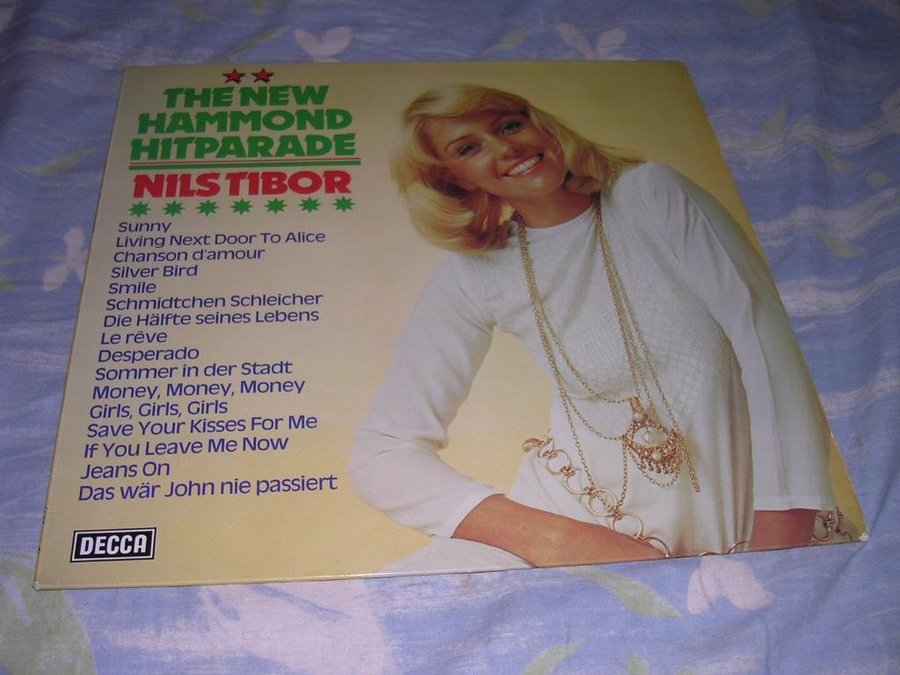 THE NEW
HAMMOND
HITPARADE
NILS TIBOR
Sunny
Living Next Door To Alice
Chanson d'amour
Silver Bird
Smile
Schmidtchen Schleicher
Die Hälfte seines Lebens
Le rêve
Desperado
Sommer in der Stadt
Money, Money, Money
Girls, Girls, Girls
Save Your Kisses For Me
If You Leave Me Now
Jeans On
Das wär John nie passiert
DECCA